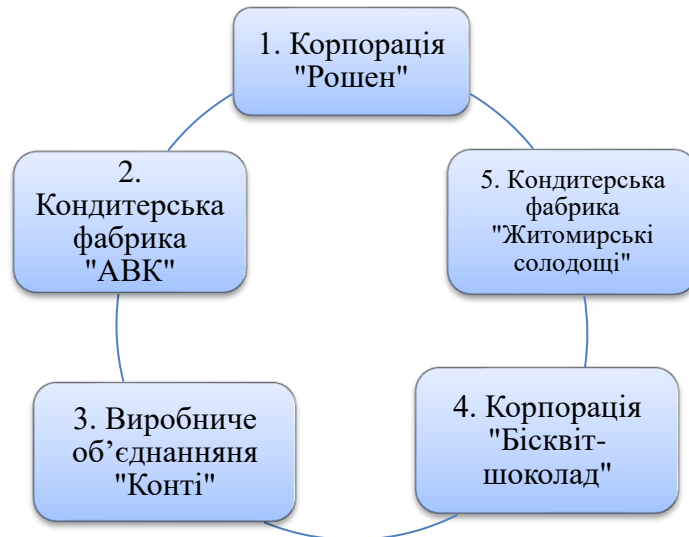 1. Корпорація
"Рошен"
2.
Кондитерська
фабрика
"АВК"
3. Виробниче
об’єднанняня
"Конті"
4. Корпорація
"Бісквіт-
шоколад"
5. Кондитерська
фабрика
"Житомирські
солодощі"